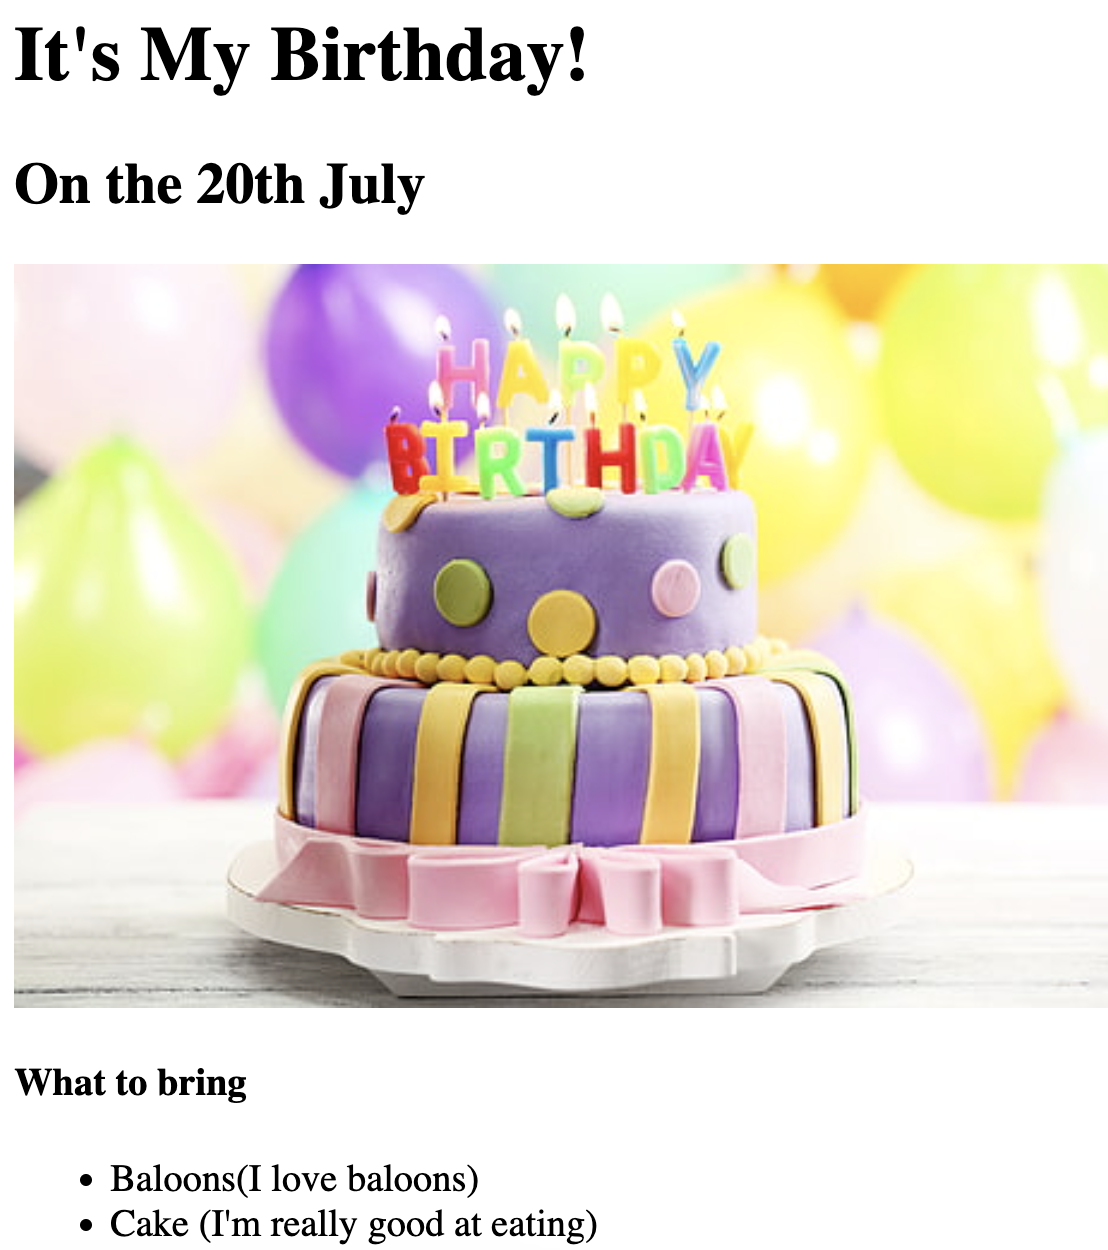 It's My Birthday!
On the 20th July
HAPPY
BIRTHDAY
What to bring
Baloons(I love baloons)
Cake (I'm really good at eating)